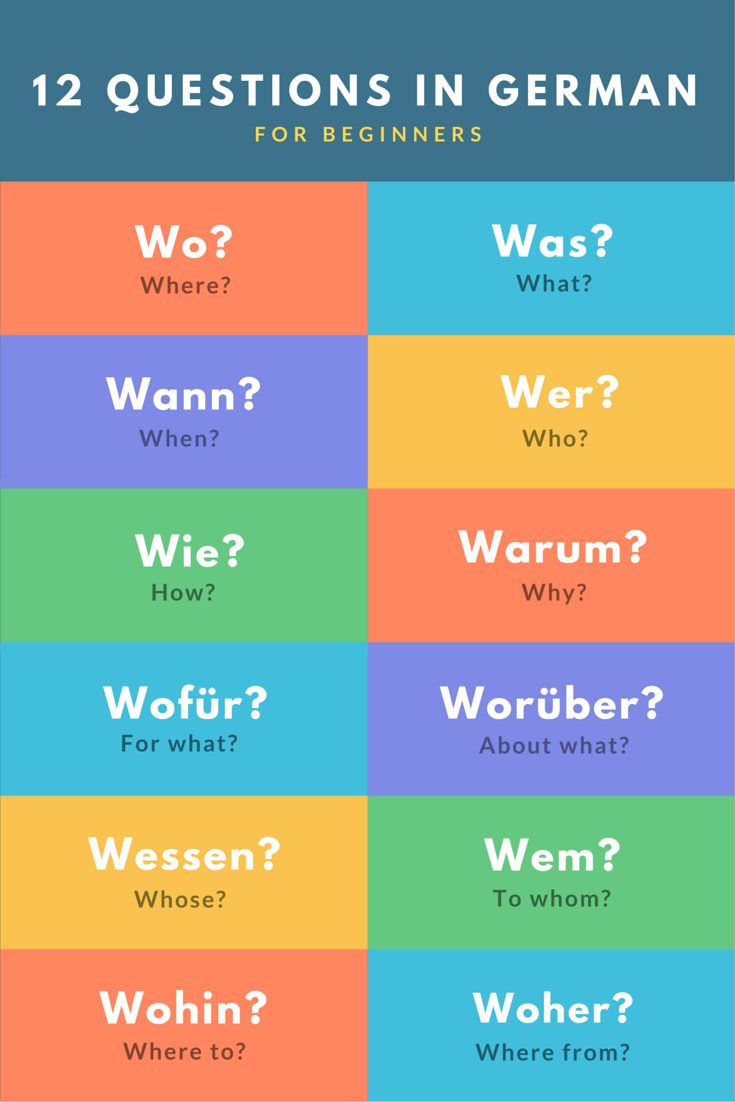 12 QUESTIONS IN GERMAN
FOR BEGINNERS
Wo?
Where?
Was?
What?
Wann?
When?
Wer?
Who?
Wie?
How?
Warum?
Why?
Wofür?
For what?
Worüber?
About what?
Wessen?
Whose?
Wem?
To whom?
Wohin?
Where to?
Woher?
Where from?